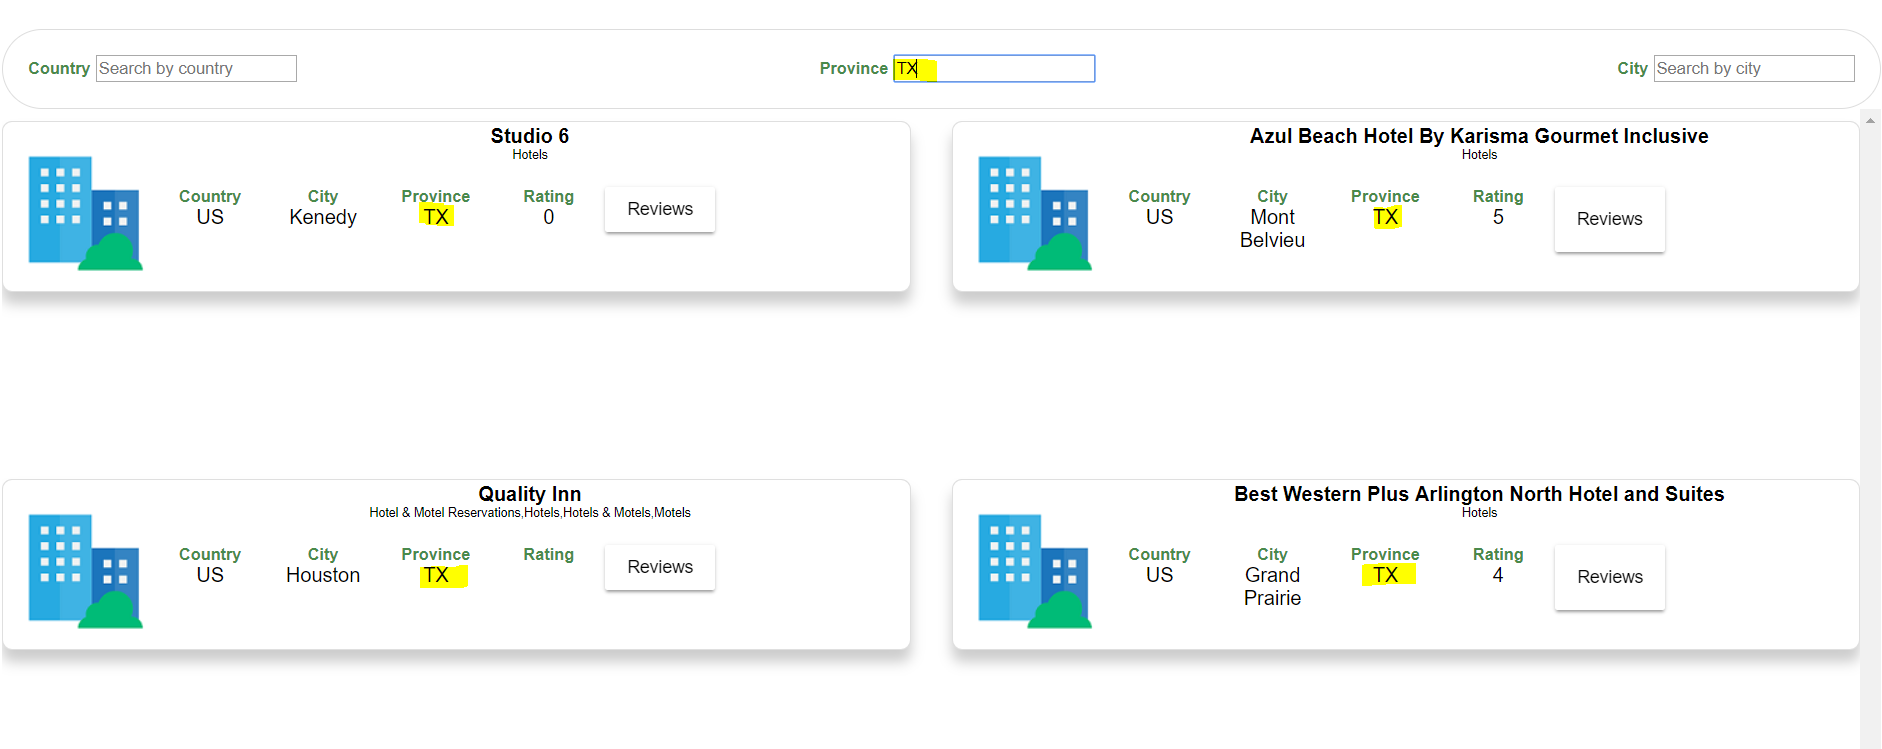 Country Search by country Province TX City Search by city
Studio 6
Hotels
Country City Province Rating
US Kenedy TX 0 Reviews
Azul Beach Hotel By Karisma Gourmet Inclusive
Hotels
Country City Province Rating
US Mont TX 5 Reviews
Belvieu
Quality Inn
Hotel & Motel Reservations,Hotels,Hotels & Motels,Motels
Country City Province Rating
US Houston TX Reviews
Best Western Plus Arlington North Hotel and Suites
Hotels
Country City Province Rating
US Grand TX 4 Reviews
Prairie